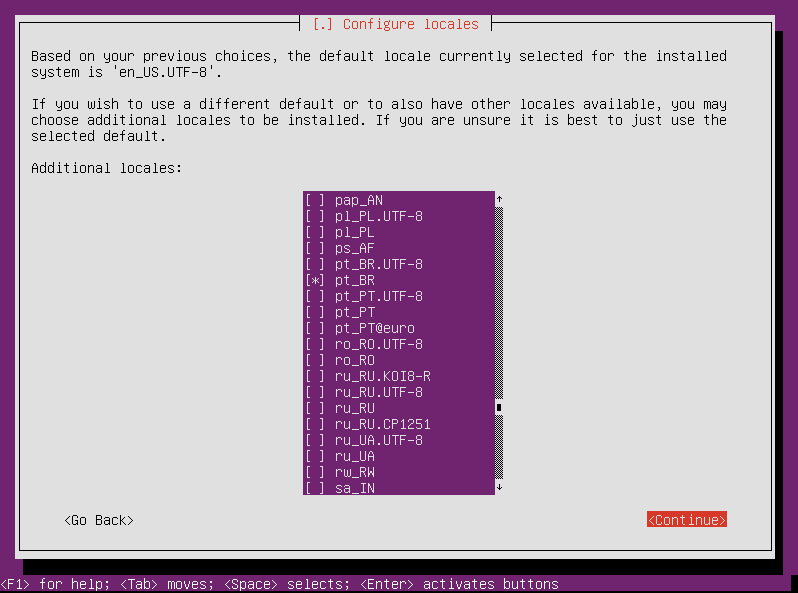 [.] Configure locales
Based on your previous choices, the default locale currently selected for the installed
system is 'en_US.UTF-8'.
If you wish to use a different default or to also have other locales available, you may
choose additional locales to be installed. If you are unsure it is best to just use the
selected default.
Additional locales:
[ ] pap_AN
[ ] pl_PL.UTF-8
[ ] pl_PL
[ ] ps_AF
[ ] pt_BR.UTF-8
[*] pt_BR
[ ] pt_PT.UTF-8
[ ] pt_PT
[ ] pt_PT@euro
[ ] ro_RO.UTF-8
[ ] ro_RO
[ ] ru_RU.KOI8-R
[ ] ru_RU.UTF-8
[ ] ru_RU
[ ] ru_RU.CP1251
[ ] ru_UA.UTF-8
[ ] ru_UA
[ ] rw_RW
[ ] sa_IN
<Go Back> <Continue>
<F1> for help; <Tab> moves; <Space> selects; <Enter> activates buttons